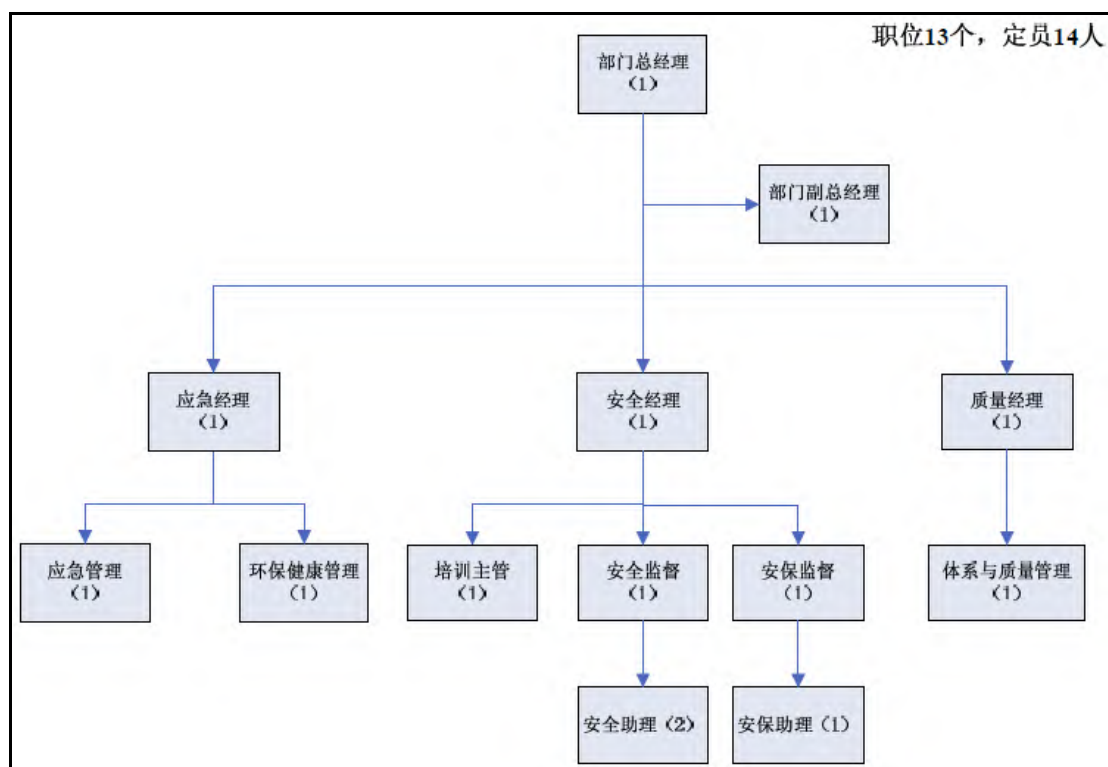 职位13个，定员14人
部门总经理
（1）
部门副总经理
（1）
应急经理
（1）
安全经理
（1）
质量经理
（1）
应急管理
（1）
环保健康管理
（1）
培训主管
（1）
安全监督
（1）
安保监督
（1）
体系与质量管理
（1）
安全助理（2）
安保助理（1）